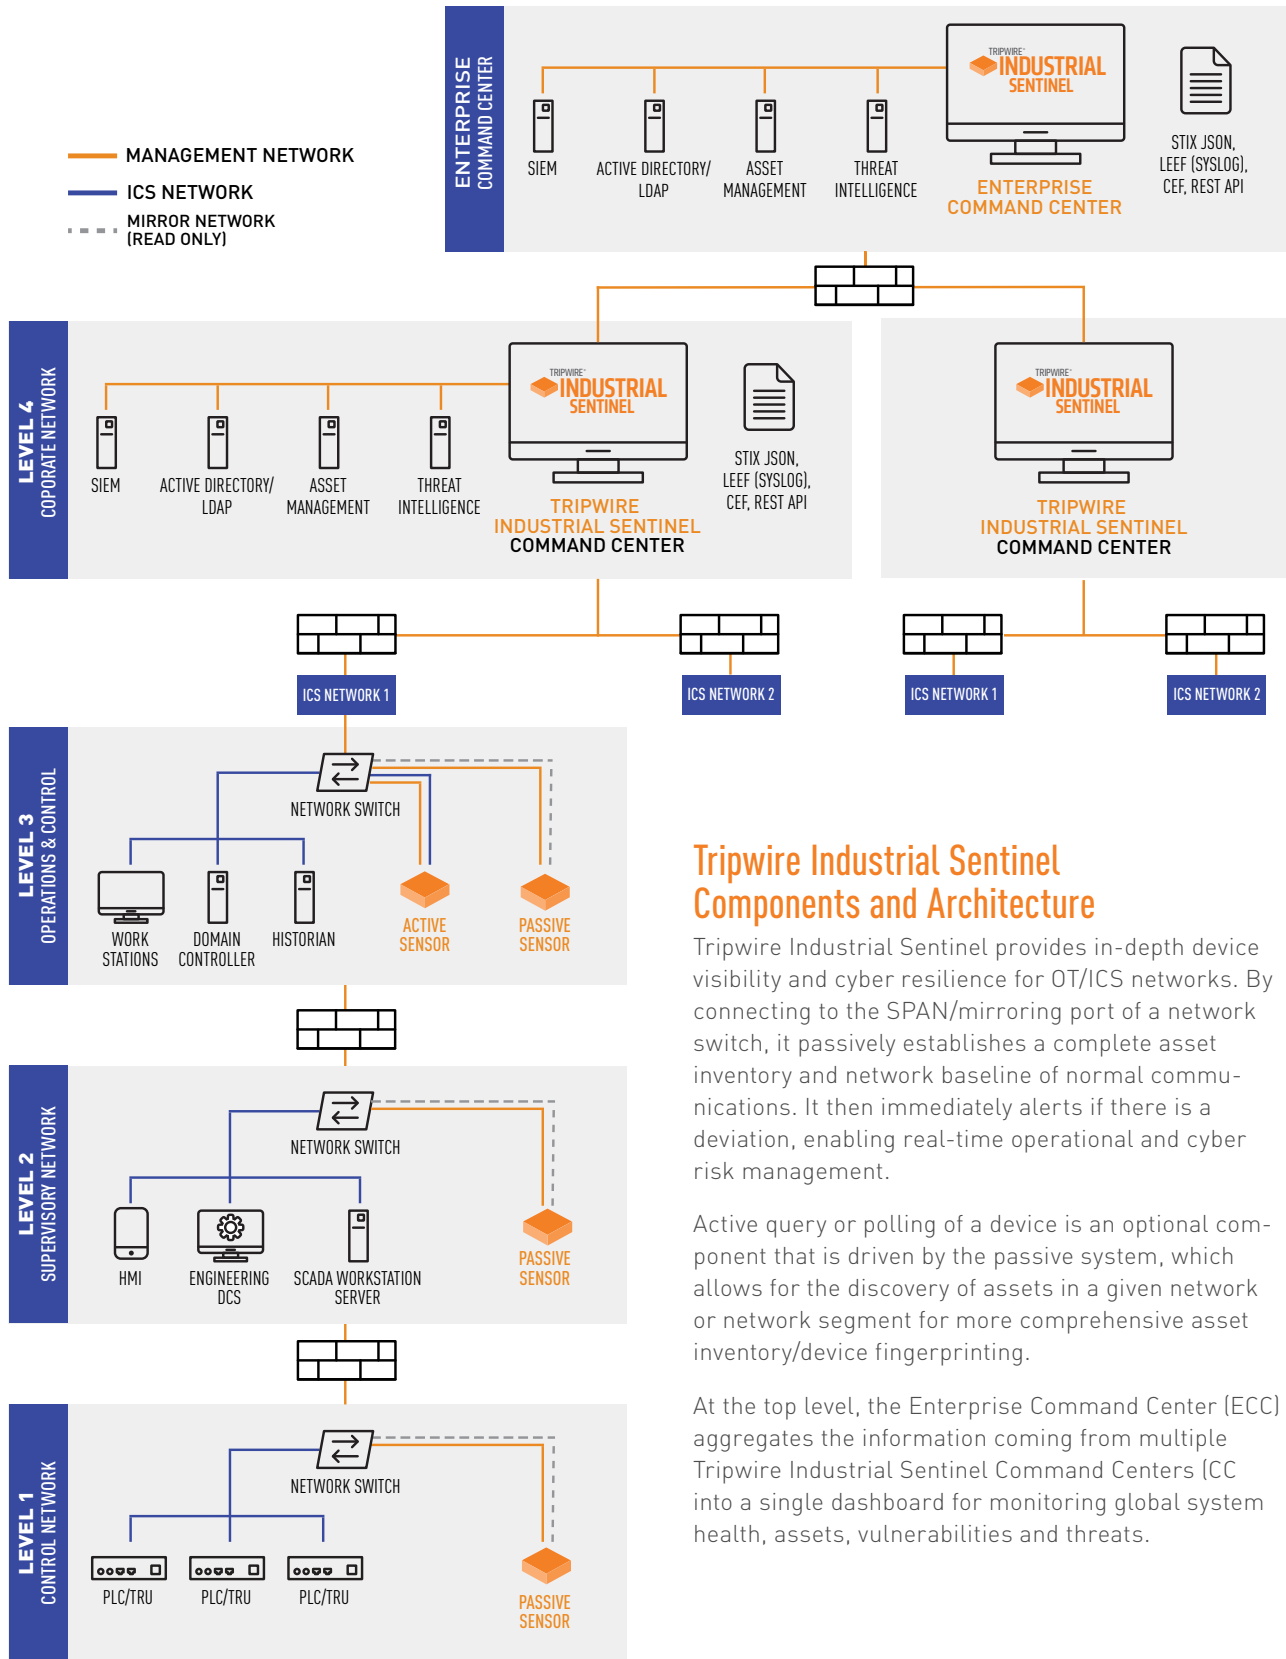 MANAGEMENT NETWORK
ICS NETWORK
MIRROR NETWORK
(READ ONLY)
ENTERPRISE
COMMAND CENTER
SIEM
ACTIVE DIRECTORY/
LDAP
ASSET
MANAGEMENT
THREAT
INTELLIGENCE
TRIPWIRE™
INDUSTRIAL
SENTINEL
ENTERPRISE
COMMAND CENTER
STIX JSON,
LEEF (SYSLOG),
CEF, REST API
LEVEL 4
COPORATE NETWORK
SIEM
ACTIVE DIRECTORY/
LDAP
ASSET
MANAGEMENT
THREAT
INTELLIGENCE
TRIPWIRE™
INDUSTRIAL
SENTINEL
TRIPWIRE
INDUSTRIAL SENTINEL
COMMAND CENTER
STIX JSON,
LEEF (SYSLOG),
CEF, REST API
TRIPWIRE™
INDUSTRIAL
SENTINEL
TRIPWIRE
INDUSTRIAL SENTINEL
COMMAND CENTER
ICS NETWORK 1
ICS NETWORK 2
ICS NETWORK 1
ICS NETWORK 2
LEVEL 3
OPERATIONS & CONTROL
NETWORK SWITCH
WORK
STATIONS
DOMAIN
CONTROLLER
HISTORIAN
ACTIVE
SENSOR
PASSIVE
SENSOR
LEVEL 2
SUPERVISORY NETWORK
NETWORK SWITCH
HMI
ENGINEERING
DCS
SCADA WORKSTATION
SERVER
PASSIVE
SENSOR
LEVEL 1
CONTROL NETWORK
NETWORK SWITCH
PLC/TRU
PLC/TRU
PLC/TRU
PASSIVE
SENSOR
Tripwire Industrial Sentinel
Components and Architecture
Tripwire Industrial Sentinel provides in-depth device
visibility and cyber resilience for OT/ICS networks. By
connecting to the SPAN/mirroring port of a network
switch, it passively establishes a complete asset
inventory and network baseline of normal commu-
nications. It then immediately alerts if there is a
deviation, enabling real-time operational and cyber
risk management.
Active query or polling of a device is an optional com-
ponent that is driven by the passive system, which
allows for the discovery of assets in a given network
or network segment for more comprehensive asset
inventory/device fingerprinting.
At the top level, the Enterprise Command Center (ECC)
aggregates the information coming from multiple
Tripwire Industrial Sentinel Command Centers (CC
into a single dashboard for monitoring global system
health, assets, vulnerabilities and threats.